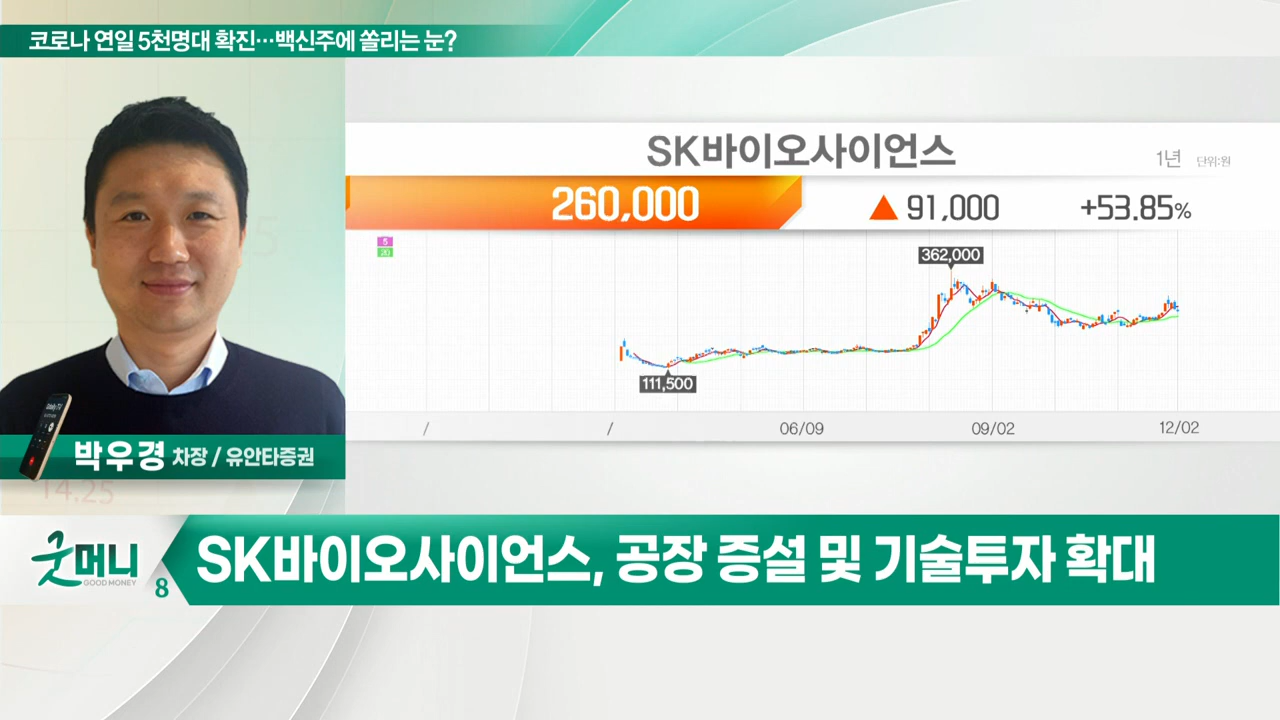 코로나 연일 5천명대 확진…백신주에 쏠리는 눈?
SK바이오사이언스
1년 단위:원
260,000 ▲ 91,000 +53.85%
5
20
362,000
111,500
/ / 06/09 09/02 12/02
박우경 차장 / 유안타증권
14.25
굿머니
GOOD MONEY
8
SK바이오사이언스, 공장 증설 및 기술투자 확대